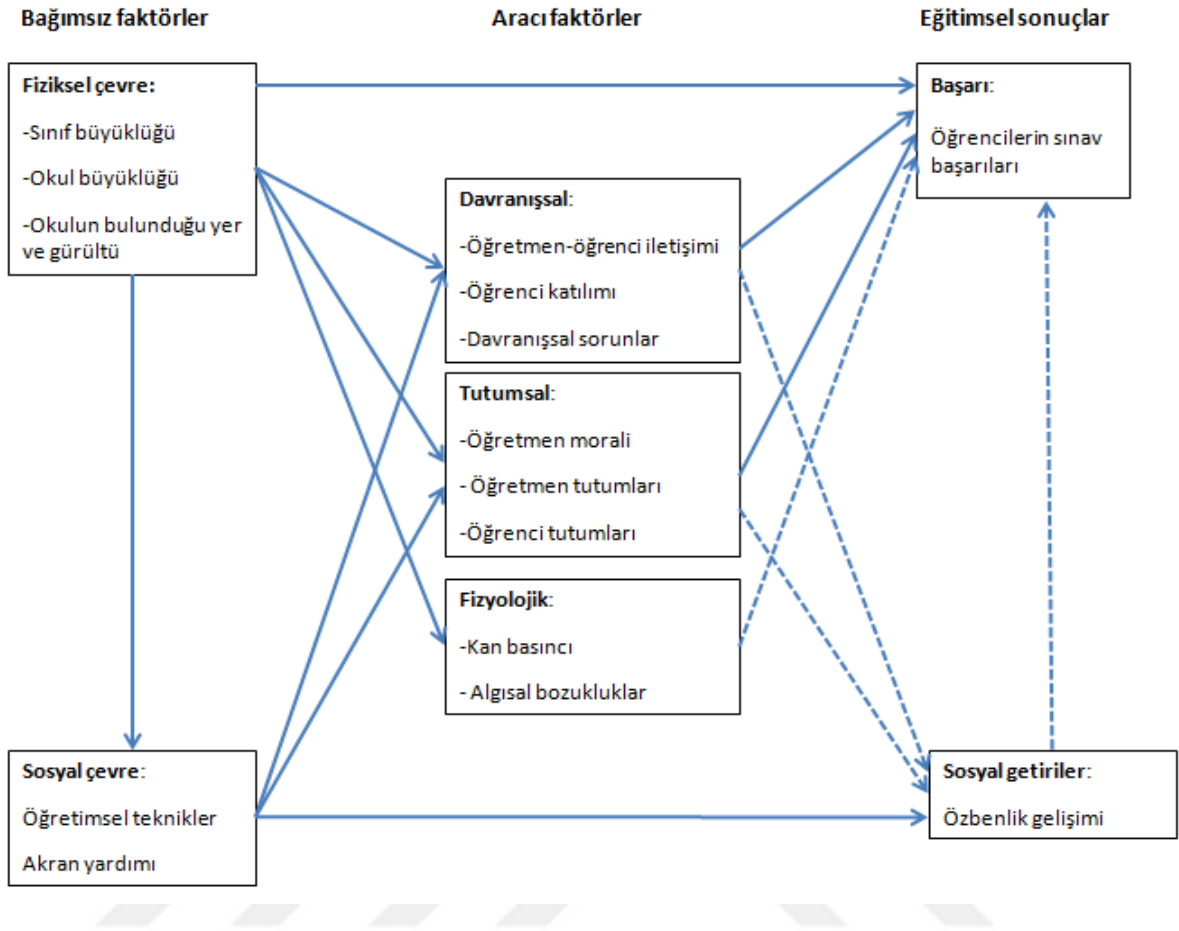 Bağımsız faktörler
Aracı faktörler
Eğitimsel sonuçlar
Fiziksel çevre:
-Sınıf büyüklüğü
-Okul büyüklüğü
-Okulun bulunduğu yer
ve gürültü
Davranışsal:
-Öğretmen-öğrenci iletişimi
-Öğrenci katılımı
-Davranışsal sorunlar
Tutumsal:
-Öğretmen morali
- Öğretmen tutumları
-Öğrenci tutumları
Fizyolojik:
-Kan basıncı
- Algısal bozukluklar
Başarı:
Öğrencilerin sınav
başarıları
Sosyal çevre:
Öğretimsel teknikler
Akran yardımı
Sosyal getiriler:
Özbenlik gelişimi